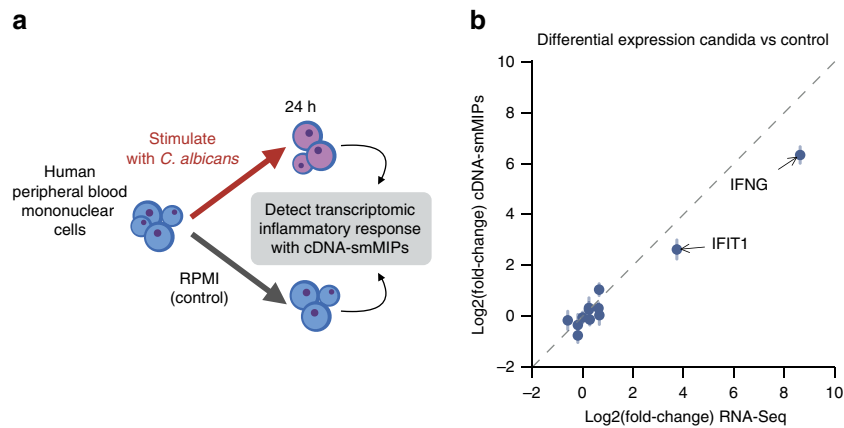 a
24 h
Stimulate
with C. albicans
Human
peripheral blood
mononuclear
cells
Detect transcriptomic
inflammatory response
with cDNA-smMIPs
RPMI
(control)
b
Differential expression candida vs control
Log2(fold-change) cDNA-smMIPs
10
8
6
4
2
0
−2
IFNG
IFIT1
−2 0 2 4 6 8 10
Log2(fold-change) RNA-Seq